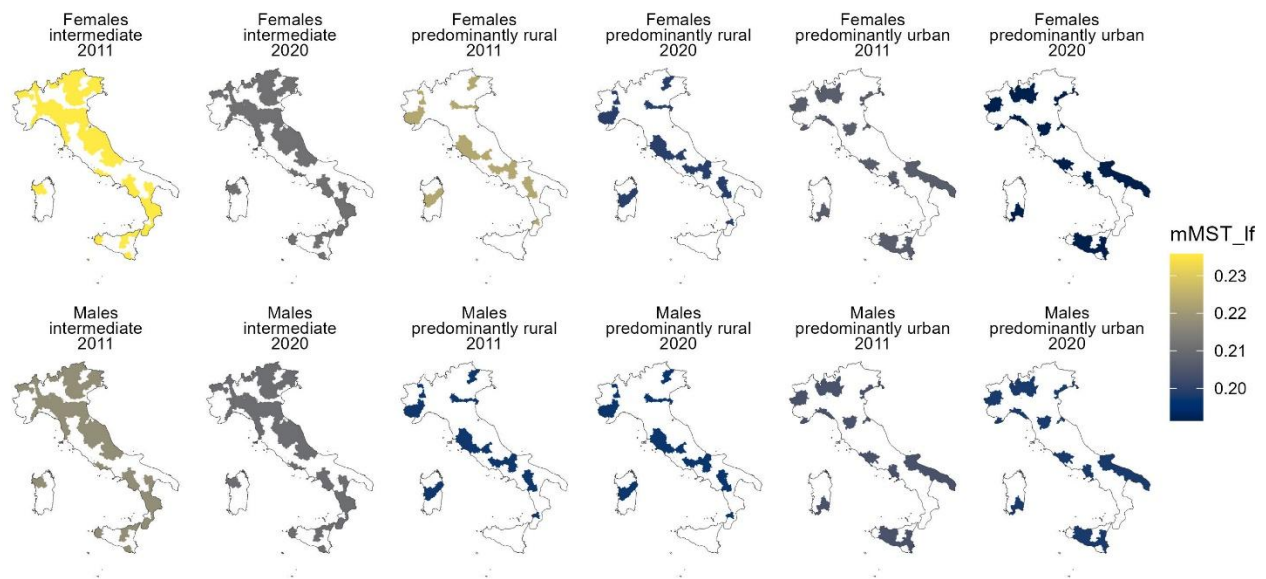 Females
intermediate
2011
Females
intermediate
2020
Females
predominantly rural
2011
Females
predominantly rural
2020
Females
predominantly urban
2011
Females
predominantly urban
2020
mMST_lf
0.23
0.22
0.21
0.20
Males
intermediate
2011
Males
intermediate
2020
Males
predominantly rural
2011
Males
predominantly rural
2020
Males
predominantly urban
2011
Males
predominantly urban
2020